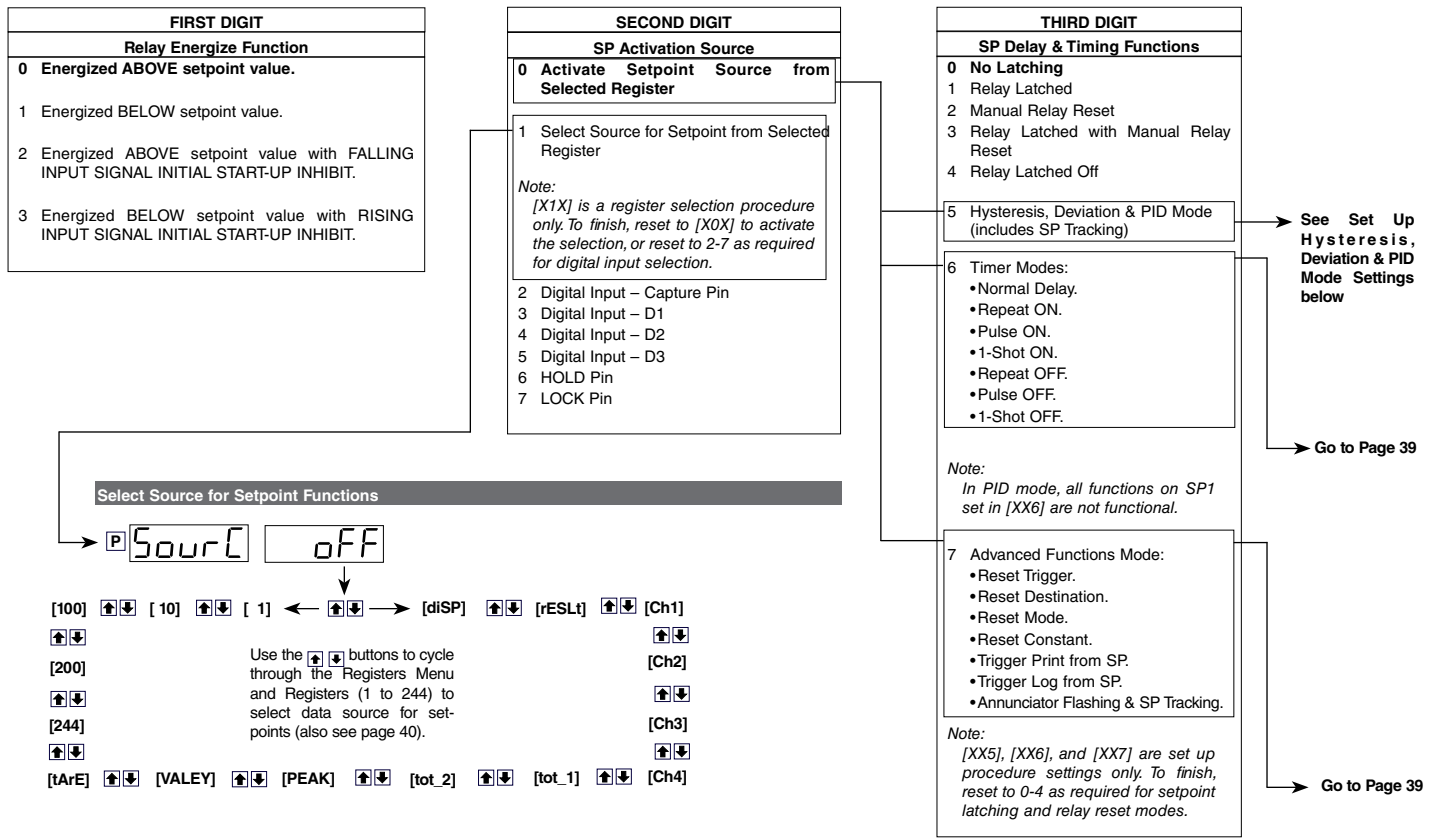 FIRST DIGIT
Relay Energize Function
0 Energized ABOVE setpoint value.
1 Energized BELOW setpoint value.
2 Energized ABOVE setpoint value with FALLING
INPUT SIGNAL INITIAL START-UP INHIBIT.
3 Energized BELOW setpoint value with RISING
INPUT SIGNAL INITIAL START-UP INHIBIT.
SECOND DIGIT
SP Activation Source
0 Activate Setpoint Source from
Selected Register
1 Select Source for Setpoint from Selected
Register
Note:
[X1X] is a register selection procedure
only. To finish, reset to [X0X] to activate
the selection, or reset to 2-7 as required
for digital input selection.
2 Digital Input – Capture Pin
3 Digital Input – D1
4 Digital Input – D2
5 Digital Input – D3
6 HOLD Pin
7 LOCK Pin
THIRD DIGIT
SP Delay & Timing Functions
0 No Latching
1 Relay Latched
2 Manual Relay Reset
3 Relay Latched with Manual Relay
Reset
4 Relay Latched Off
5 Hysteresis, Deviation & PID Mode
(includes SP Tracking)
See Set Up
Hysteresis,
Deviation & PID
Mode Settings
below
6 Timer Modes:
•Normal Delay.
•Repeat ON.
•Pulse ON.
•1-Shot ON.
•Repeat OFF.
•Pulse OFF.
•1-Shot OFF.
Go to Page 39
Note:
In PID mode, all functions on SP1
set in [XX6] are not functional.
7 Advanced Functions Mode:
•Reset Trigger.
•Reset Destination.
•Reset Mode.
•Reset Constant.
•Trigger Print from SP.
•Trigger Log from SP.
•Annunciator Flashing & SP Tracking.
Note:
[XX5], [XX6], and [XX7] are set up
procedure settings only. To finish,
reset to 0-4 as required for setpoint
latching and relay reset modes.
Go to Page 39
Select Source for Setpoint Functions
P SourC oFF
[100] [ 10] [ 1] [diSP] [rESLt] [Ch1]
[200] [Ch2]
[244] [Ch3]
Use the buttons to cycle
through the Registers Menu
and Registers (1 to 244) to
select data source for set-
points (also see page 40).
[tArE] [VALEY] [PEAK] [tot_2] [tot_1] [Ch4]